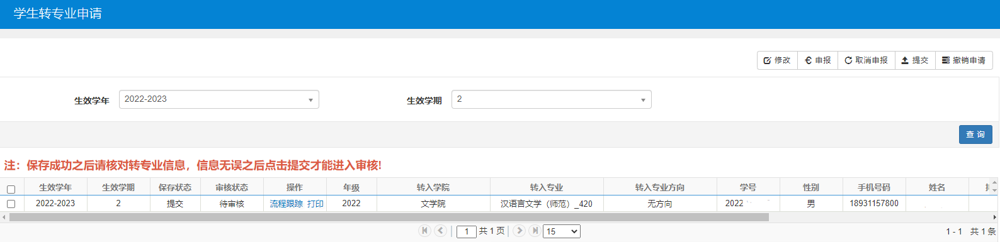 学生转专业申请
修改 申报 取消申报 提交 撤销申请
生效学年 2022-2023 生效学期 2
查 询
注：保存成功之后请核对转专业信息，信息无误之后点击提交才能进入审核!
生效学年 生效学期 保存状态 审核状态 操作 年级 转入学院 转入专业 转入专业方向 学号 性别 手机号码 姓名
2022-2023 2 提交 待审核 流程跟踪 打印 2022 文学院 汉语言文学（师范）_420 无方向 2022 男 18931157800
1 共 1 页 15 1 - 1 共 1 条